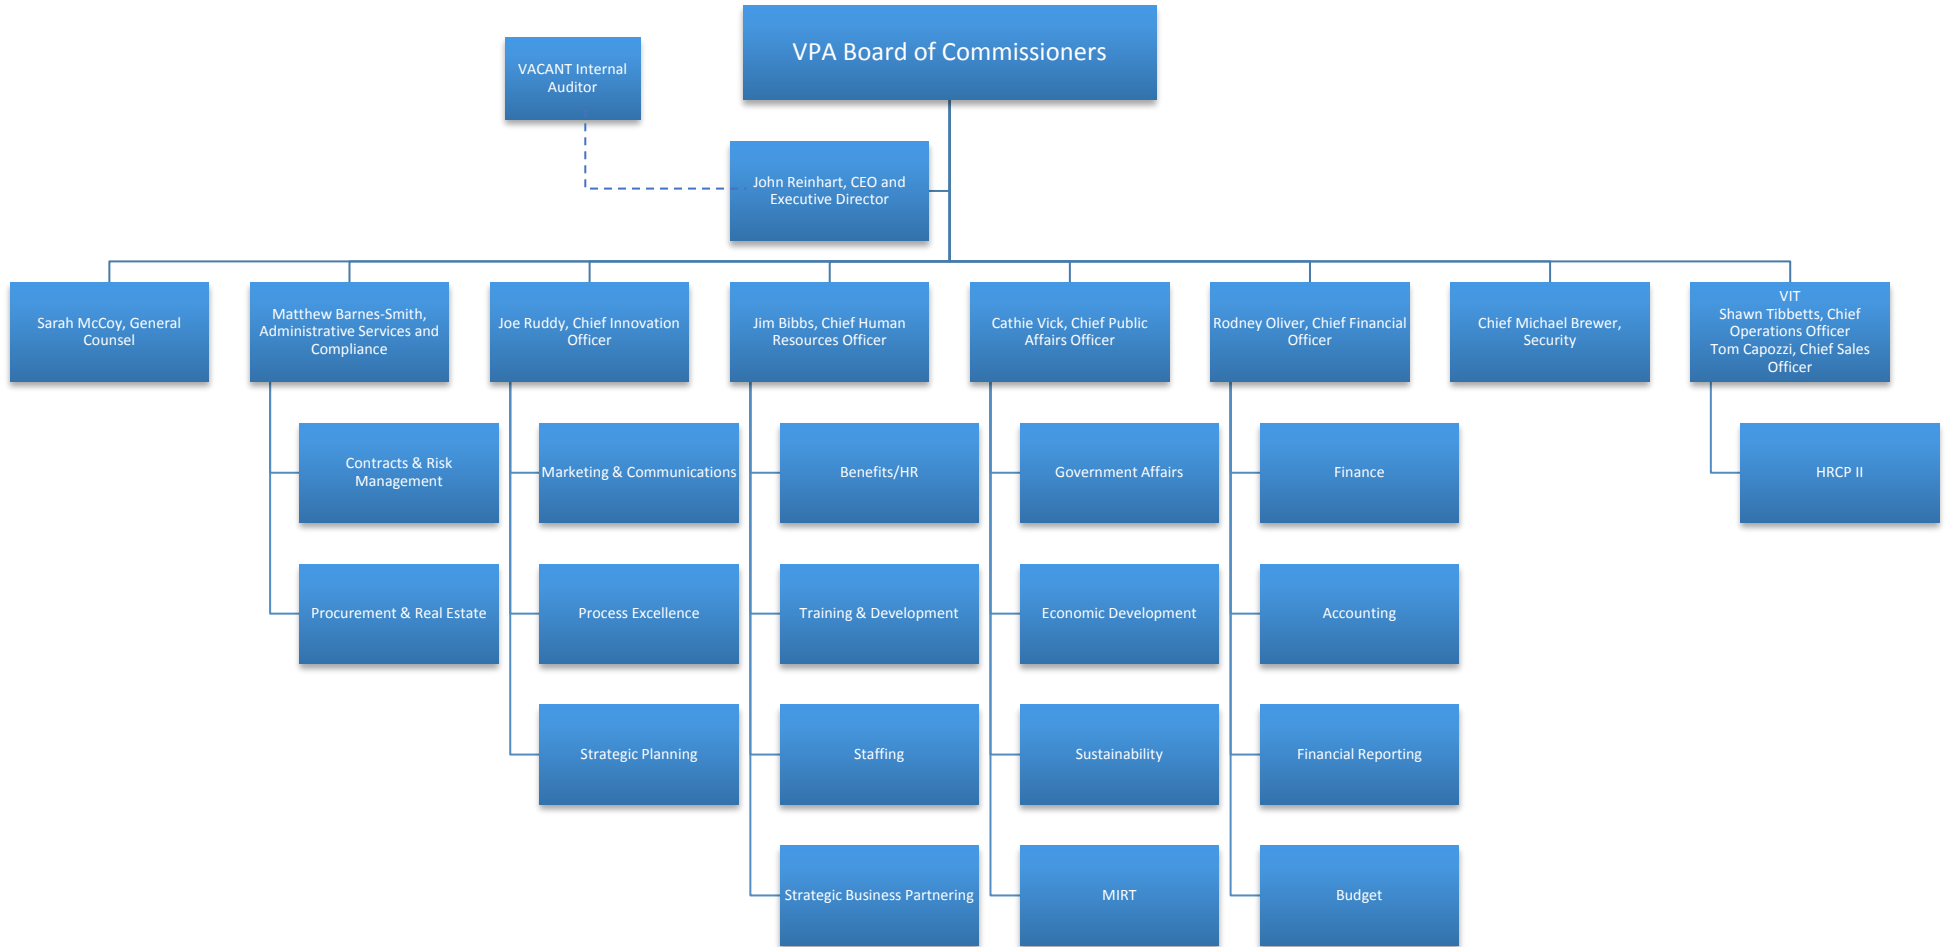 VPA Board of Commissioners
VACANT Internal
Auditor
John Reinhart, CEO and
Executive Director
Sarah McCoy, General
Counsel
Matthew Barnes-Smith,
Administrative Services and
Compliance
Joe Ruddy, Chief Innovation
Officer
Jim Bibbs, Chief Human
Resources Officer
Cathie Vick, Chief Public
Affairs Officer
Rodney Oliver, Chief Financial
Officer
Chief Michael Brewer,
Security
VIT
Shawn Tibbetts, Chief
Operations Officer
Tom Capozzi, Chief Sales
Officer
Contracts & Risk
Management
Marketing & Communications
Benefits/HR
Government Affairs
Finance
HRCP II
Procurement & Real Estate
Process Excellence
Training & Development
Economic Development
Accounting
Strategic Planning
Staffing
Sustainability
Financial Reporting
Strategic Business Partnering
MIRT
Budget